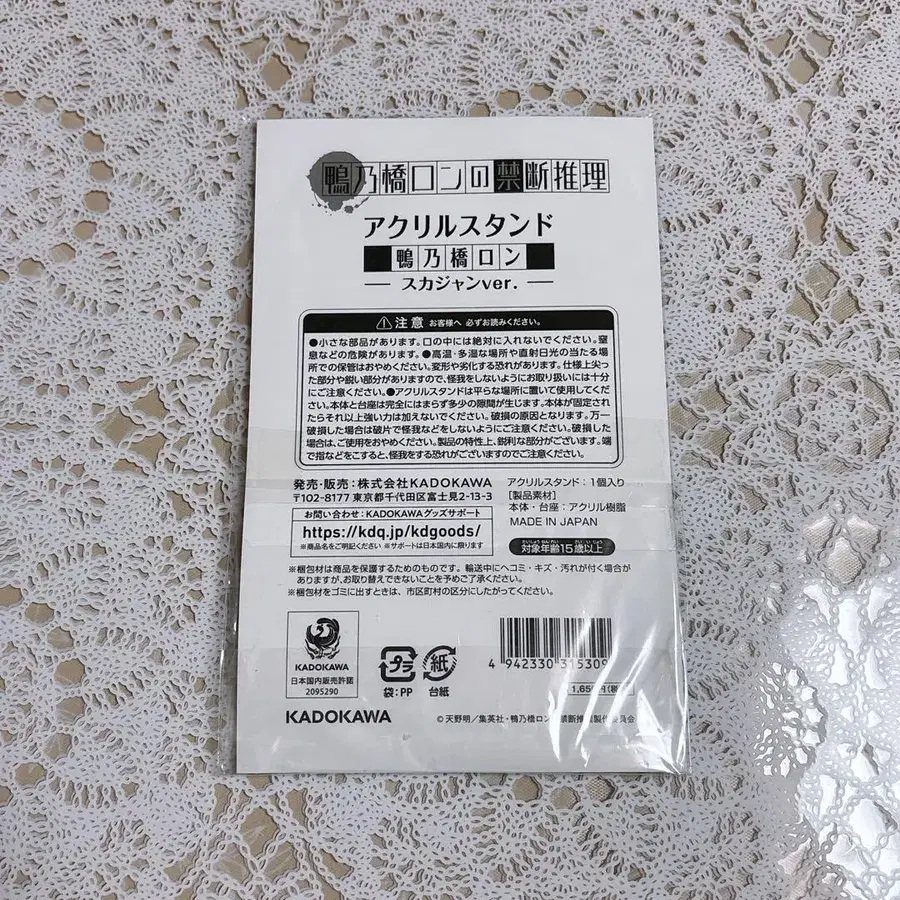 鴨乃橋ロンの禁断推理
アクリルスタンド
鴨乃橋ロン
スカジャンver.
注意 お客様へ 必ずお読みください。
●小さな部品があります。口の中には絶対に入れないでください。窒
息などの危険があります。●高温・多湿な場所や直射日光の当たる場
所での保管はおやめください。変形や劣化する恐れがあります。仕様上尖っ
た部分や鋭い部分がありますので、怪我をしないようにお取り扱いには十分
にご注意ください。●アクリルスタンドは平らな場所に置いて使用してくだ
さい。本体と台座は完全にはまらず多少の隙間が生じます。本体が固定され
たらそれ以上強い力は加えないでください。破損の原因となります。万一
破損した場合は破片で怪我などをしないようにご注意ください。破損した
場合は、ご使用をおやめください。製品の特性上、鋭利な部分がございます。端
で指などをこすると、怪我をする恐れがございますのでご注意ください。
発売・販売：株式会社KADOKAWA
〒102-8177 東京都千代田区富士見2-13-3
お問い合わせ：KADOKAWAグッズサポート
https://kdq.jp/kdgoods/
※商品名をご明記ください ※サポートは日本国内に限ります
アクリルスタンド：1個入り
[製品素材]
本体・台座：アクリル樹脂
MADE IN JAPAN
対象年齢15歳以上
※梱包材は商品を保護するためのものです。輸送中にヘコミ・キズ・汚れが付く場合が
ありますが、お取り替えできないことを予めご了承ください。
※梱包材をゴミに出すときは、市区町村の区分にしたがってください。
KADOKAWA
日本国内販売許諾
2095290
プラ
袋：PP
紙
台紙
4 942330 315309
KADOKAWA
©天野明／集英社・鴨乃橋ロン 禁断推 製作委員会